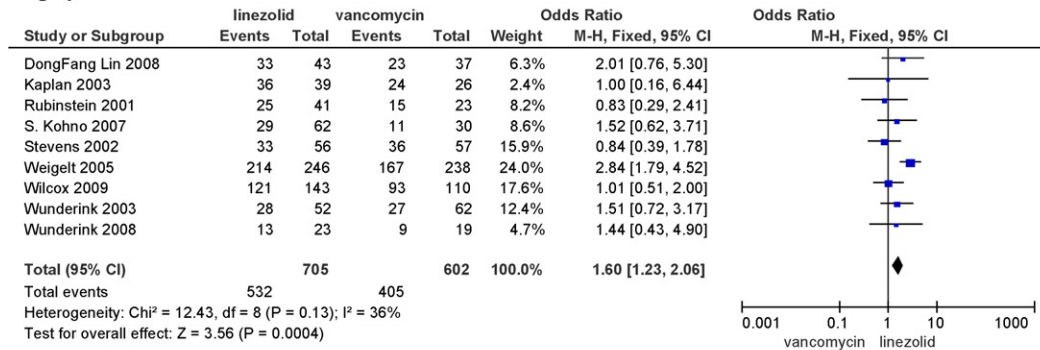 linezolid vancomycin Odds Ratio Odds Ratio
Study or Subgroup Events Total Events Total Weight M-H, Fixed, 95% CI M-H, Fixed, 95% CI
DongFang Lin 2008 33 43 23 37 6.3% 2.01 [0.76, 5.30]
Kaplan 2003 36 39 24 26 2.4% 1.00 [0.16, 6.44]
Rubinstein 2001 25 41 15 23 8.2% 0.83 [0.29, 2.41]
S. Kohno 2007 29 62 11 30 8.6% 1.52 [0.62, 3.71]
Stevens 2002 33 56 36 57 15.9% 0.84 [0.39, 1.78]
Weigelt 2005 214 246 167 238 24.0% 2.84 [1.79, 4.52]
Wilcox 2009 121 143 93 110 17.6% 1.01 [0.51, 2.00]
Wunderink 2003 28 52 27 62 12.4% 1.51 [0.72, 3.17]
Wunderink 2008 13 23 9 19 4.7% 1.44 [0.43, 4.90]
Total (95% CI) 705 602 100.0% 1.60 [1.23, 2.06]
Total events 532 405
Heterogeneity: Chi² = 12.43, df = 8 (P = 0.13); I² = 36%
Test for overall effect: Z = 3.56 (P = 0.0004)
0.001 0.1 1 10 1000
vancomycin linezolid